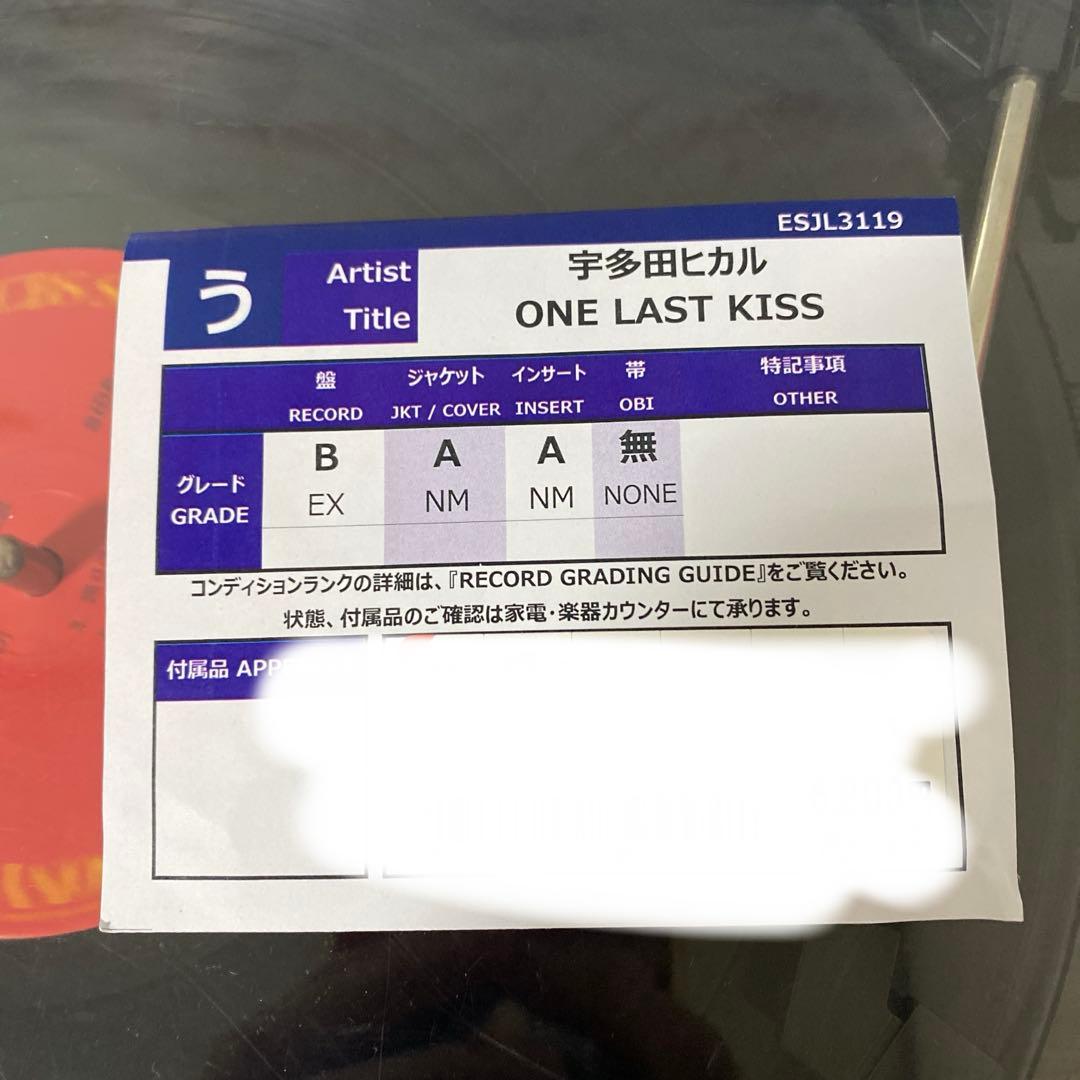 ESJL3119
う
Artist
宇多田ヒカル
Title
ONE LAST KISS
盤 ジャケット インサート 帯 特記事項
RECORD JKT / COVER INSERT OBI OTHER
グレード
GRADE
B A A 無
EX NM NM NONE
コンディションランクの詳細は、『RECORD GRADING GUIDE』をご覧ください。
状態、付属品のご確認は家電・楽器カウンターにて承ります。
付属品